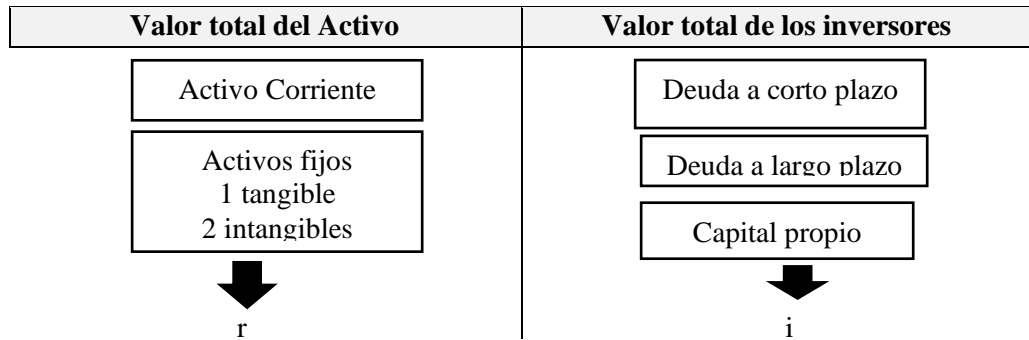 Valor total del Activo
Valor total de los inversores
Activo Corriente
Activos fijos
1 tangible
2 intangibles
r
Deuda a corto plazo
Deuda a largo plazo
Capital propio
i